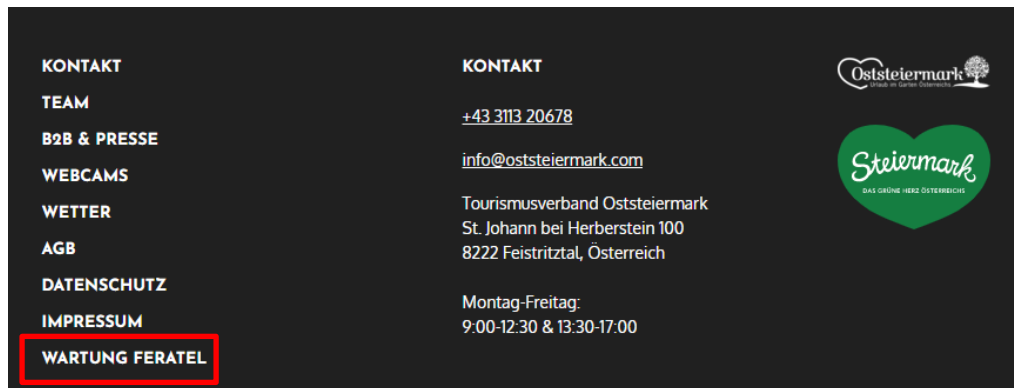 KONTAKT
TEAM
B2B & PRESSE
WEBCAMS
WETTER
AGB
DATENSCHUTZ
IMPRESSUM
WARTUNG FERATEL
KONTAKT
+43 3113 20678
info@oststeiermark.com
Tourismusverband Oststeiermark
St. Johann bei Herberstein 100
8222 Feistritztal, Österreich
Montag-Freitag:
9:00-12:30 & 13:30-17:00
Oststeiermark
Urlaub im Garten Österreichs
Steiermark
DAS GRÜNE HERZ ÖSTERREICHS